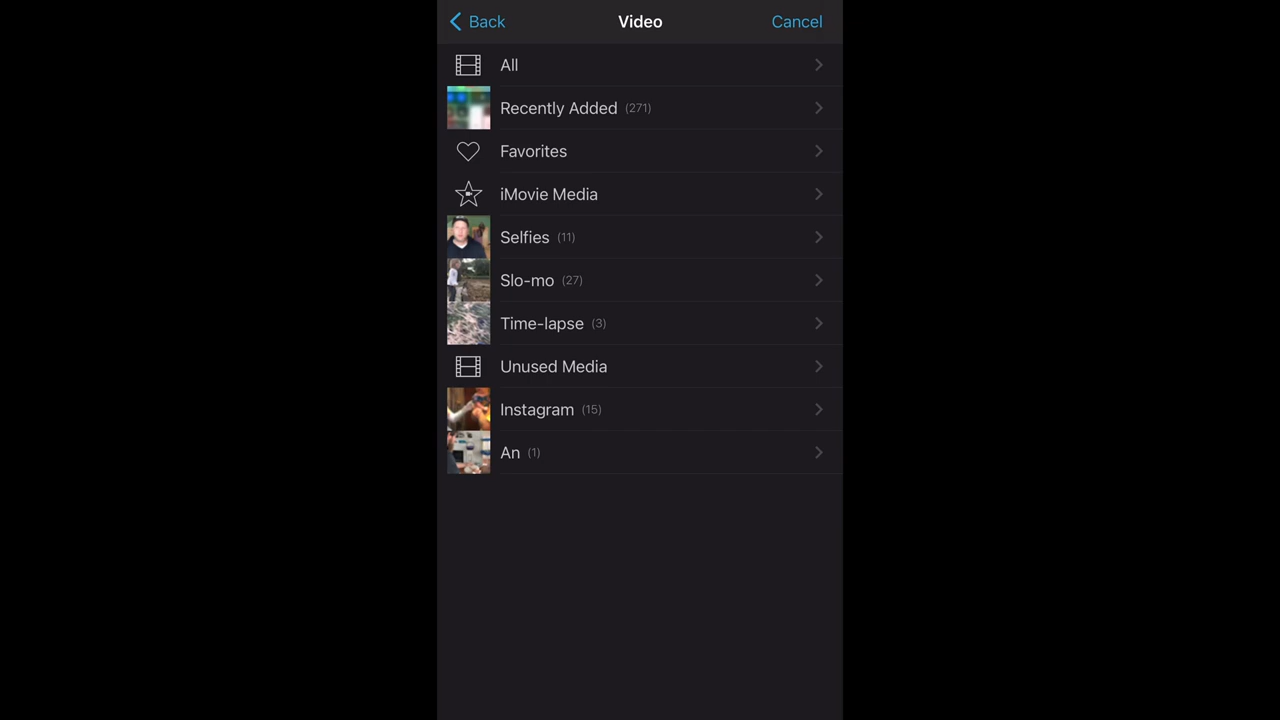 Back Video Cancel
All
Recently Added (271)
Favorites
iMovie Media
Selfies (11)
Slo-mo (27)
Time-lapse (3)
Unused Media
Instagram (15)
An (1)